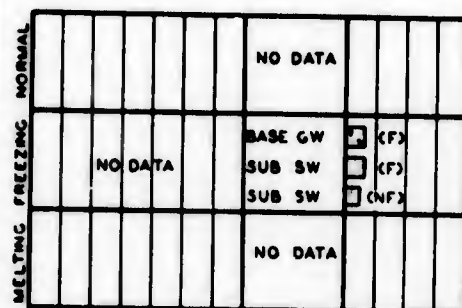 NORMAL
NO DATA
FREEZING
BASE GW (F)
NO DATA SUB SW (F)
SUB SW (NF)
MELTING
NO DATA